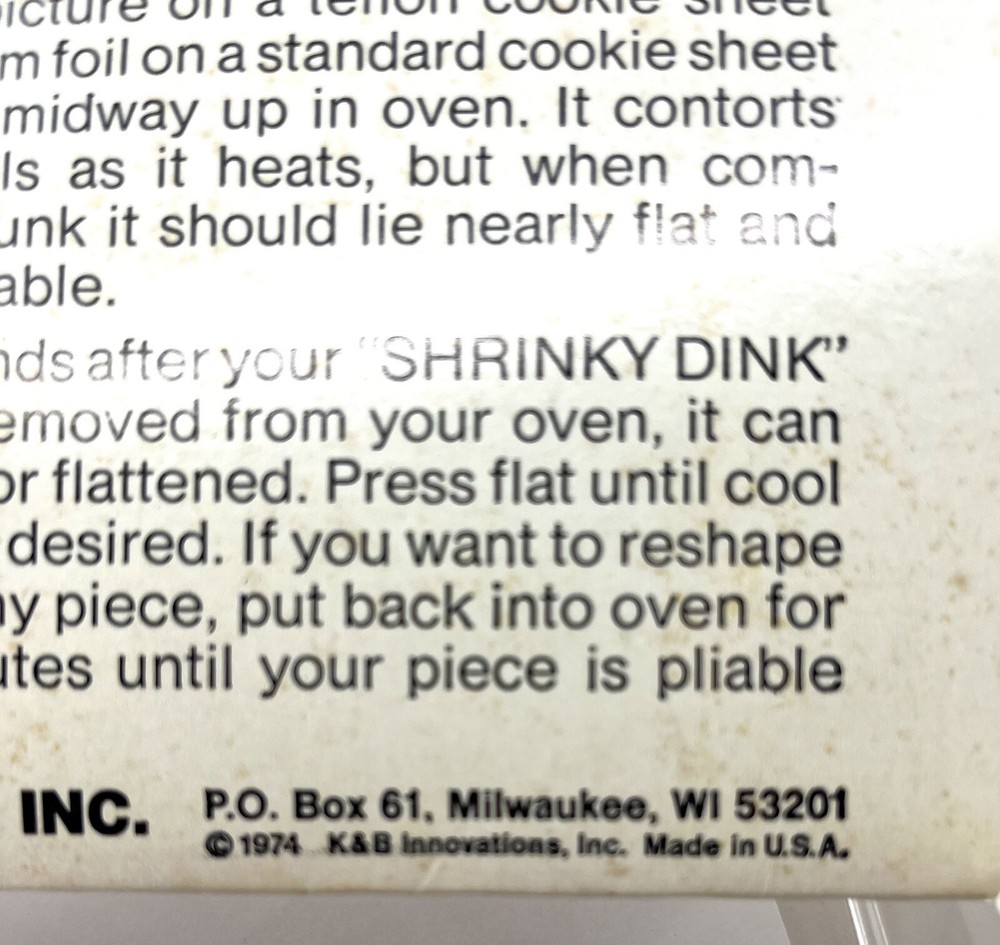 picture on a teflon cookie sheet
m foil on a standard cookie sheet
midway up in oven. It contorts
ls as it heats, but when com-
unk it should lie nearly flat and
able.
nds after your "SHRINKY DINK"
emoved from your oven, it can
or flattened. Press flat until cool
desired. If you want to reshape
ny piece, put back into oven for
utes until your piece is pliable
INC. P.O. Box 61, Milwaukee, WI 53201
© 1974 K&B Innovations, Inc. Made in U.S.A.